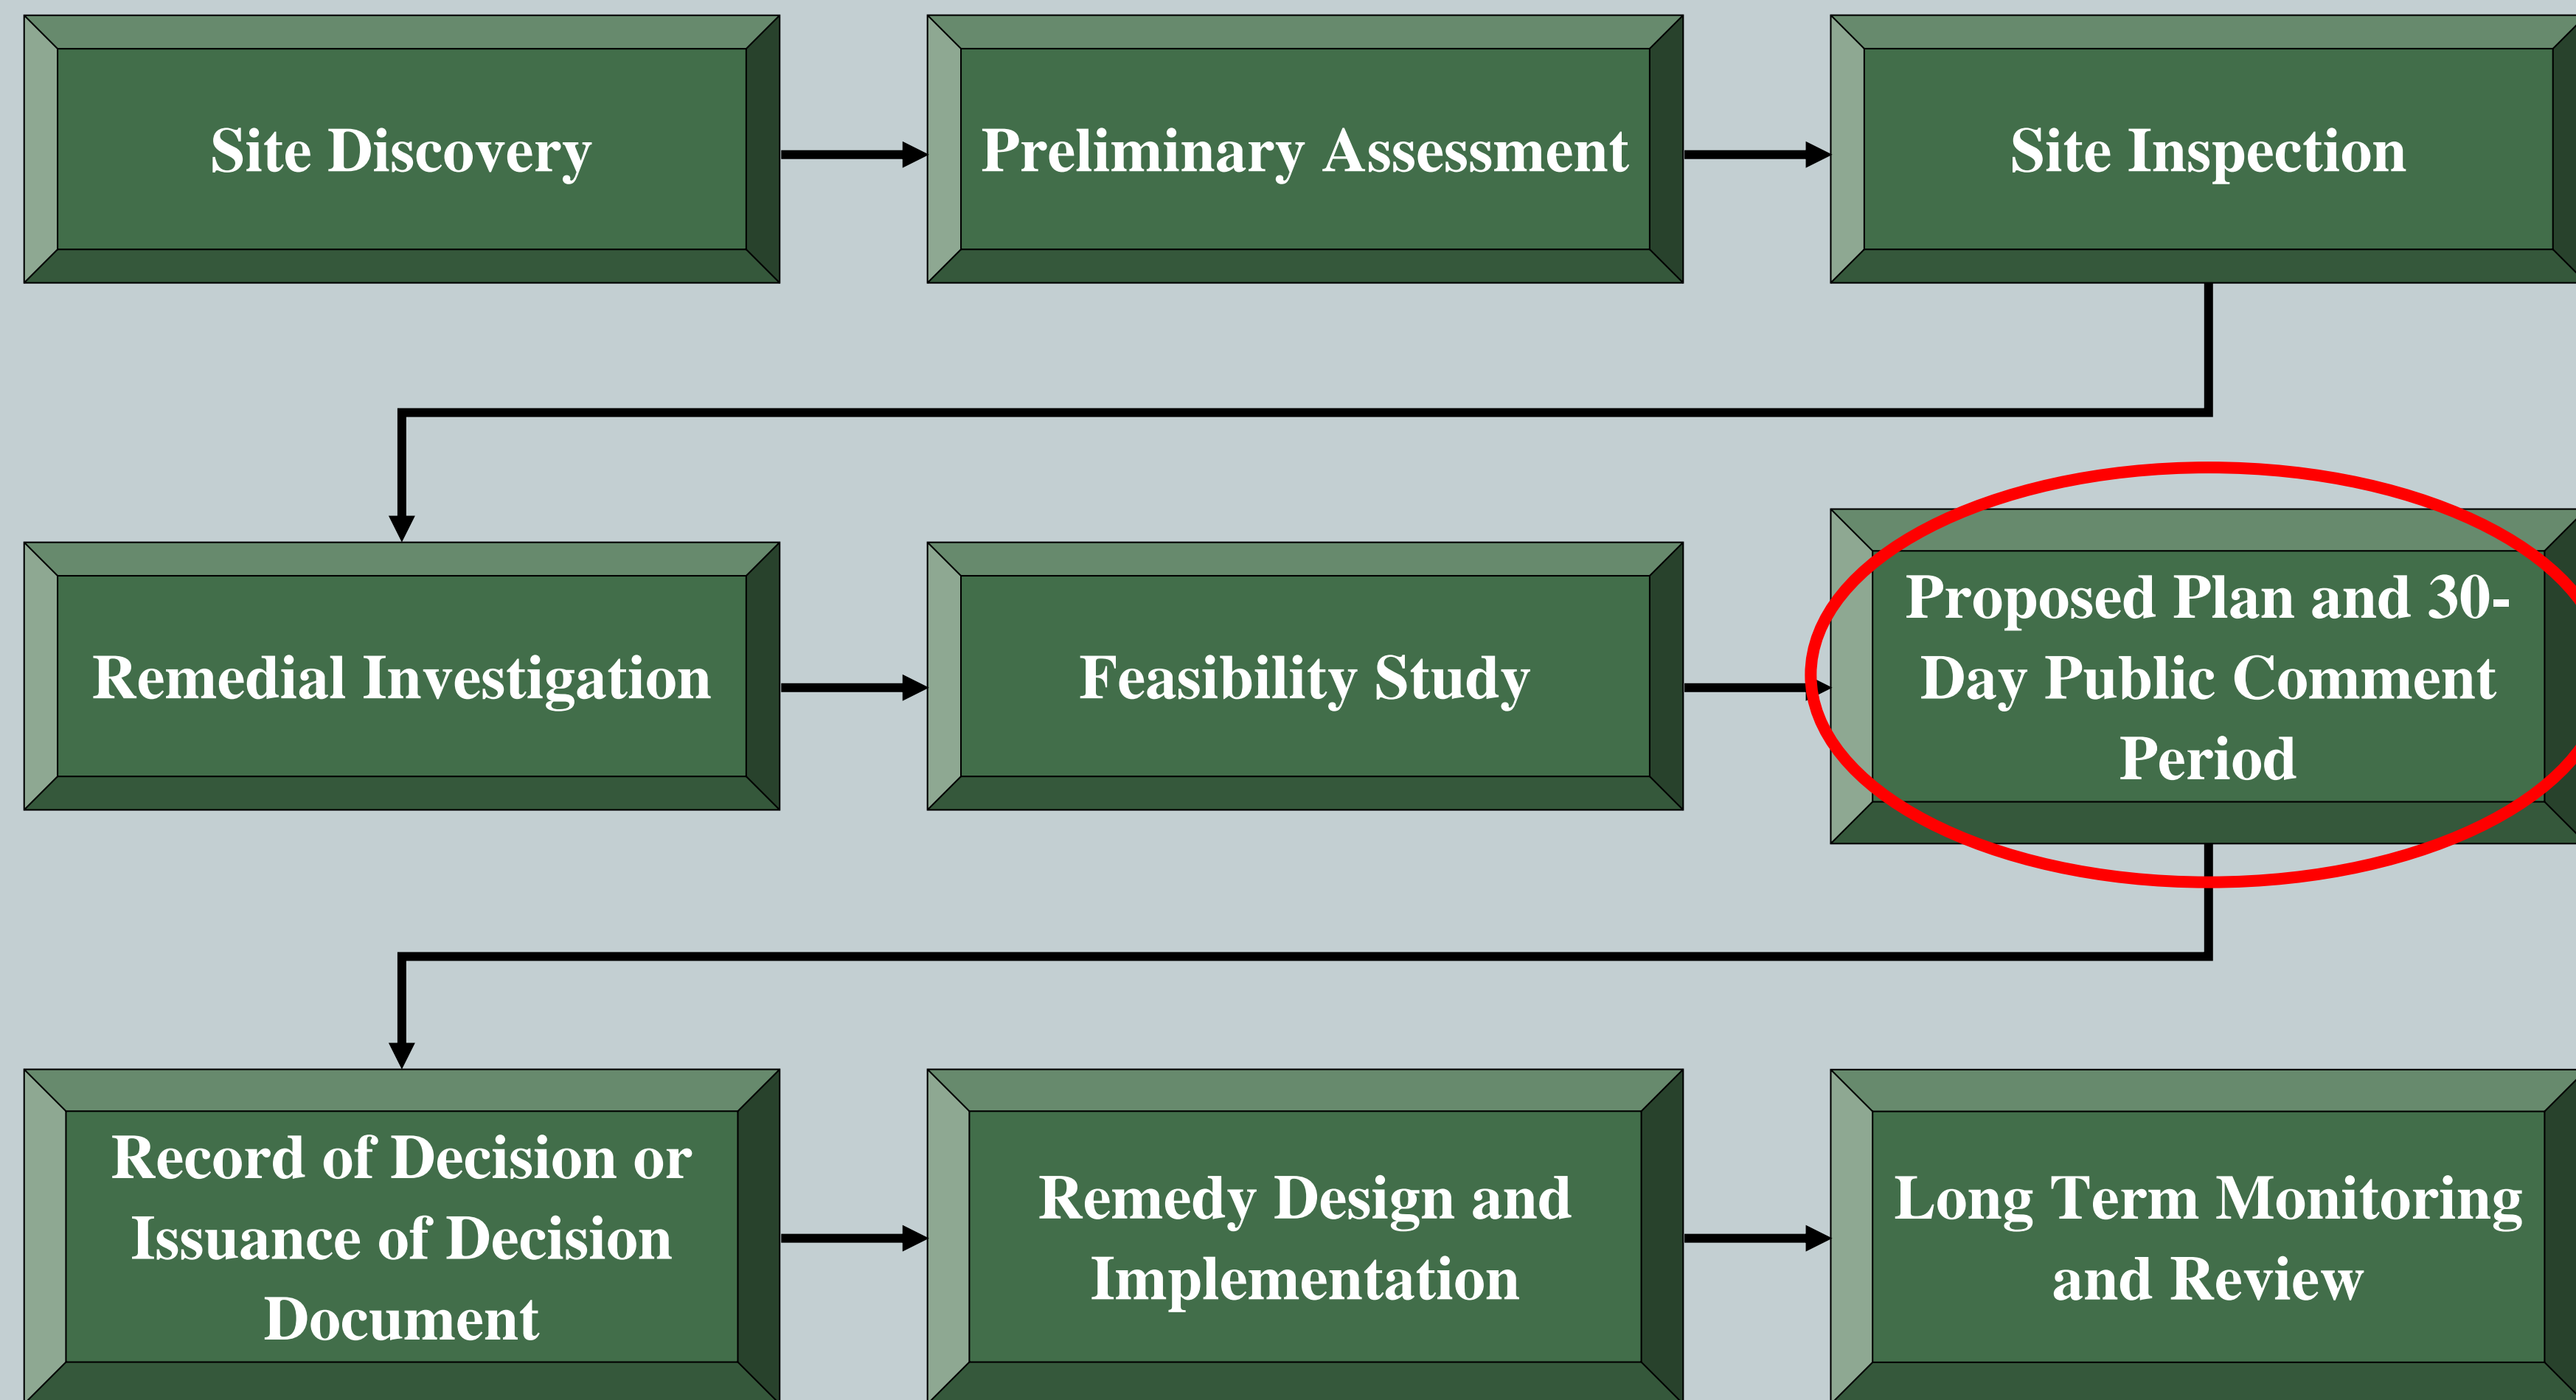 Site Discovery
Preliminary Assessment
Site Inspection
Remedial Investigation
Feasibility Study
Proposed Plan and 30-
Day Public Comment
Period
Record of Decision or
Issuance of Decision
Document
Remedy Design and
Implementation
Long Term Monitoring
and Review